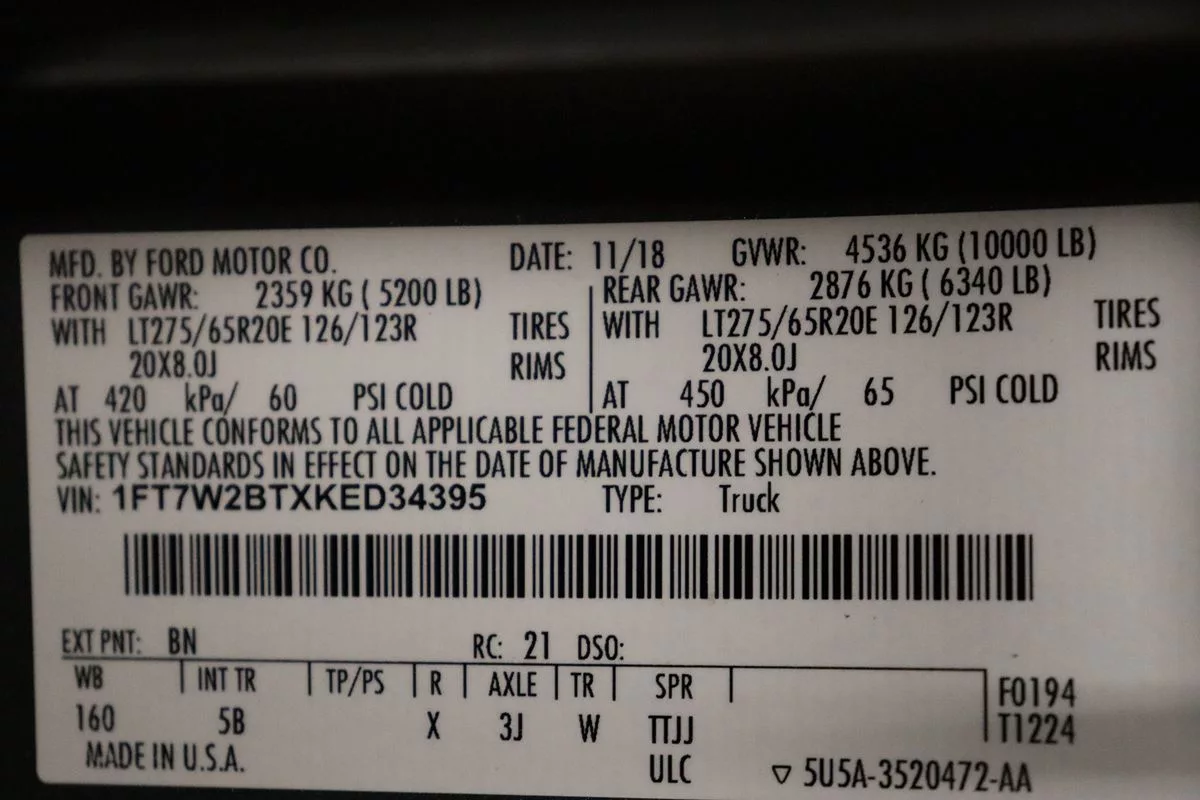 MFD. BY FORD MOTOR CO. DATE: 11/18 GVWR: 4536 KG (10000 LB)
FRONT GAWR: 2359 KG ( 5200 LB) REAR GAWR: 2876 KG ( 6340 LB)
WITH LT275/65R20E 126/123R TIRES WITH LT275/65R20E 126/123R TIRES
20X8.0J RIMS 20X8.0J RIMS
AT 420 kPa/ 60 PSI COLD AT 450 kPa/ 65 PSI COLD
THIS VEHICLE CONFORMS TO ALL APPLICABLE FEDERAL MOTOR VEHICLE
SAFETY STANDARDS IN EFFECT ON THE DATE OF MANUFACTURE SHOWN ABOVE.
VIN: 1FT7W2BTXKED34395 TYPE: Truck
EXT PNT: BN RC: 21 DSO:
WB INT TR TP/PS R AXLE TR SPR F0194
160 5B X 3J W TTJJ T1224
MADE IN U.S.A. ULC ▽ 5U5A-3520472-AA